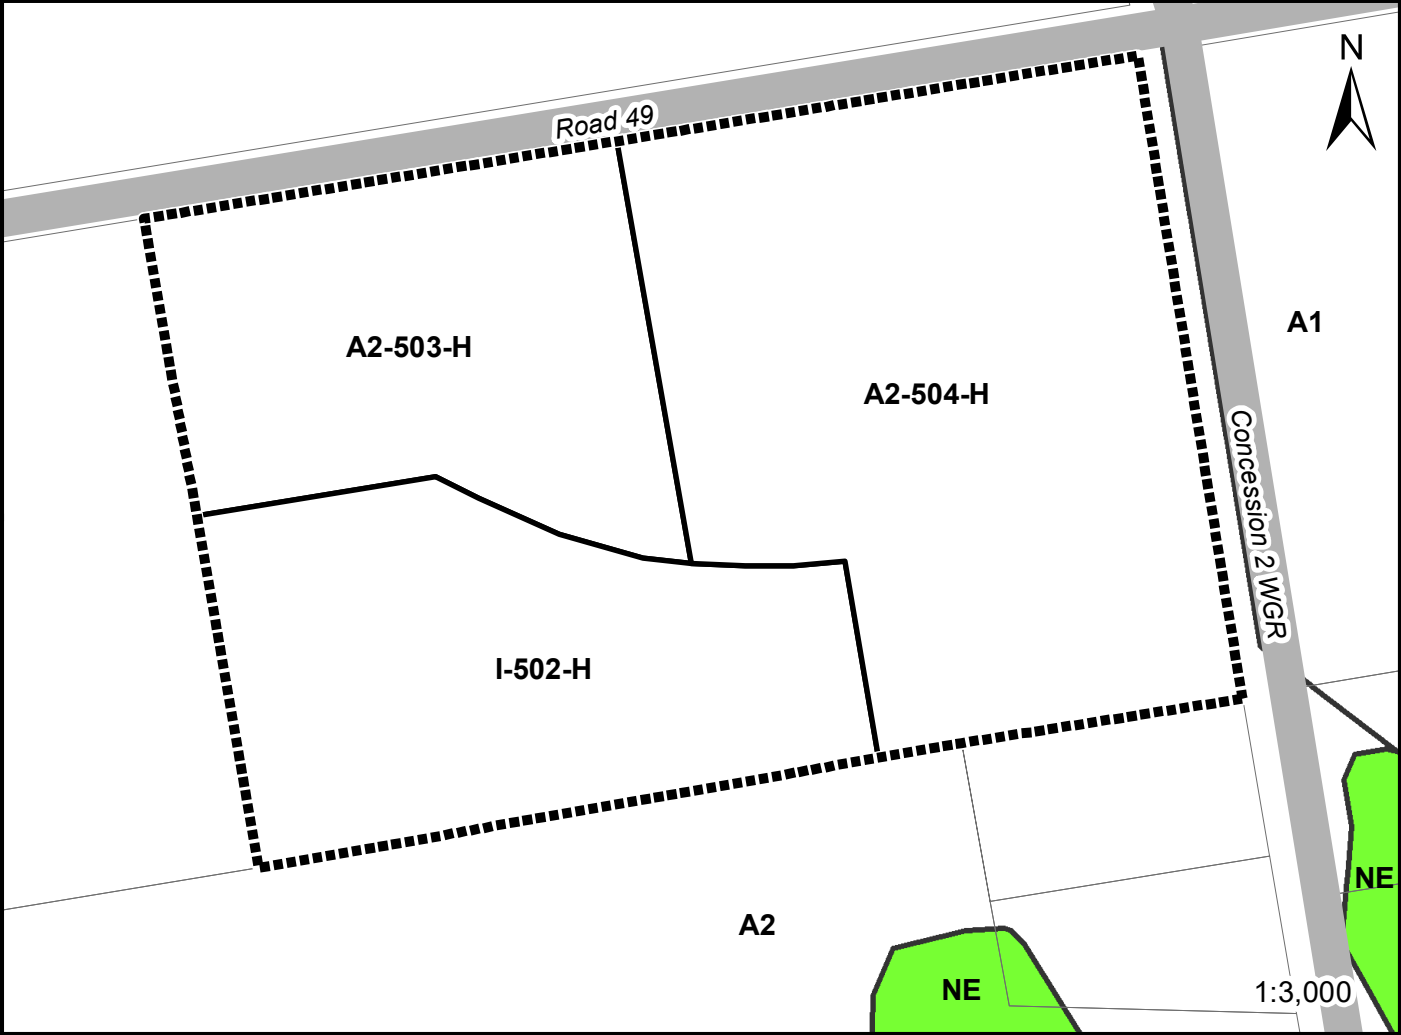 N
Road 49
A1
A2-503-H
A2-504-H
Concession 2 WGR
I-502-H
NE
A2
NE
1:3,000